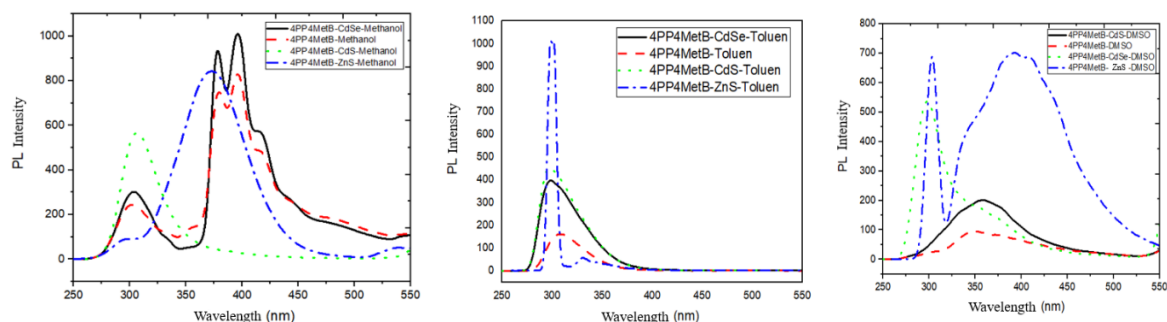 PL Intensity
1000
800
600
400
200
0
250 300 350 400 450 500 550
Wavelength (nm)
4PP4MetB-CdSe-Methanol
4PP4MetB-Methanol
4PP4MetB-CdS-Methanol
4PP4MetB-ZnS-Methanol
PL Intensity
1100
1000
900
800
700
600
500
400
300
200
100
0
250 300 350 400 450 500 550
Wavelength (nm)
4PP4MetB-CdSe-Toluen
4PP4MetB-Toluen
4PP4MetB-CdS-Toluen
4PP4MetB-ZnS-Toluen
PL Intensity
800
700
600
500
400
300
200
100
0
250 300 350 400 450 500 550
Wavelength (nm)
4PP4MetB-CdS-DMSO
4PP4MetB-DMSO
4PP4MetB-CdSe-DMSO
4PP4MetB- ZnS -DMSO